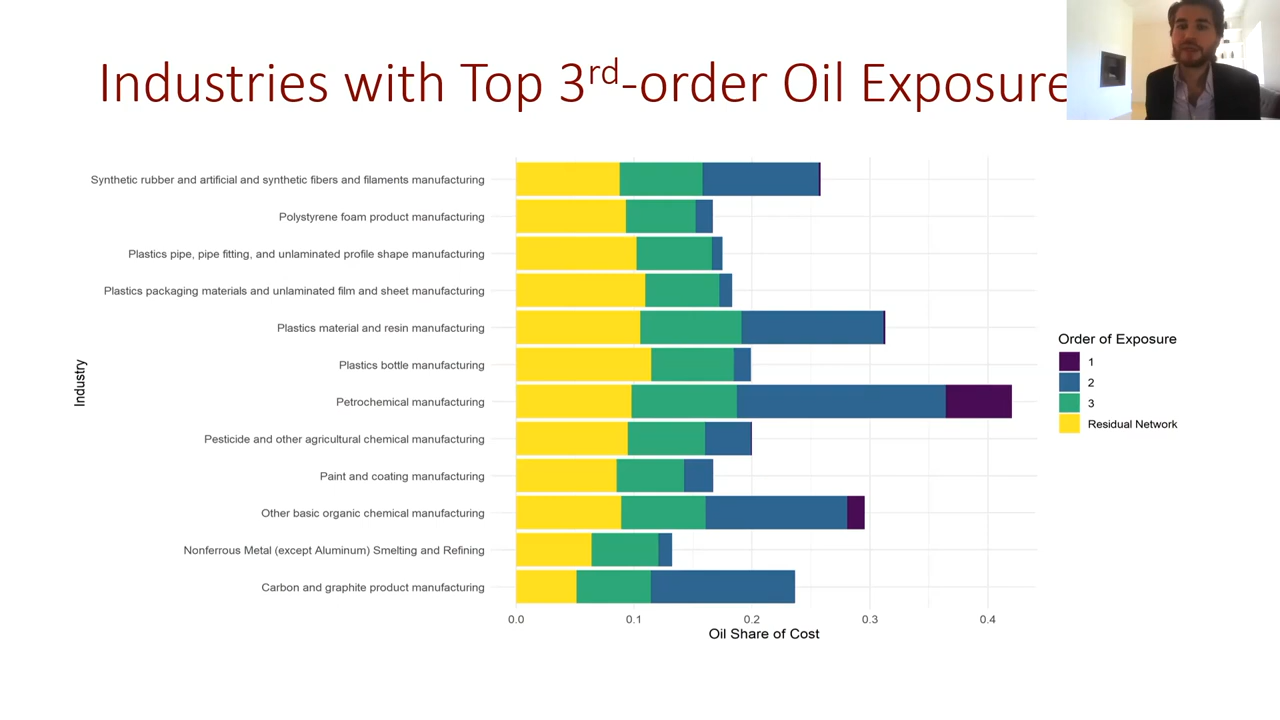 Industries with Top 3rd-order Oil Exposure
Synthetic rubber and artificial and synthetic fibers and filaments manufacturing
Polystyrene foam product manufacturing
Plastics pipe, pipe fitting, and unlaminated profile shape manufacturing
Plastics packaging materials and unlaminated film and sheet manufacturing
Plastics material and resin manufacturing
Plastics bottle manufacturing
Petrochemical manufacturing
Pesticide and other agricultural chemical manufacturing
Paint and coating manufacturing
Other basic organic chemical manufacturing
Nonferrous Metal (except Aluminum) Smelting and Refining
Carbon and graphite product manufacturing
Industry
0.0 0.1 0.2 0.3 0.4
Oil Share of Cost
Order of Exposure
1
2
3
Residual Network